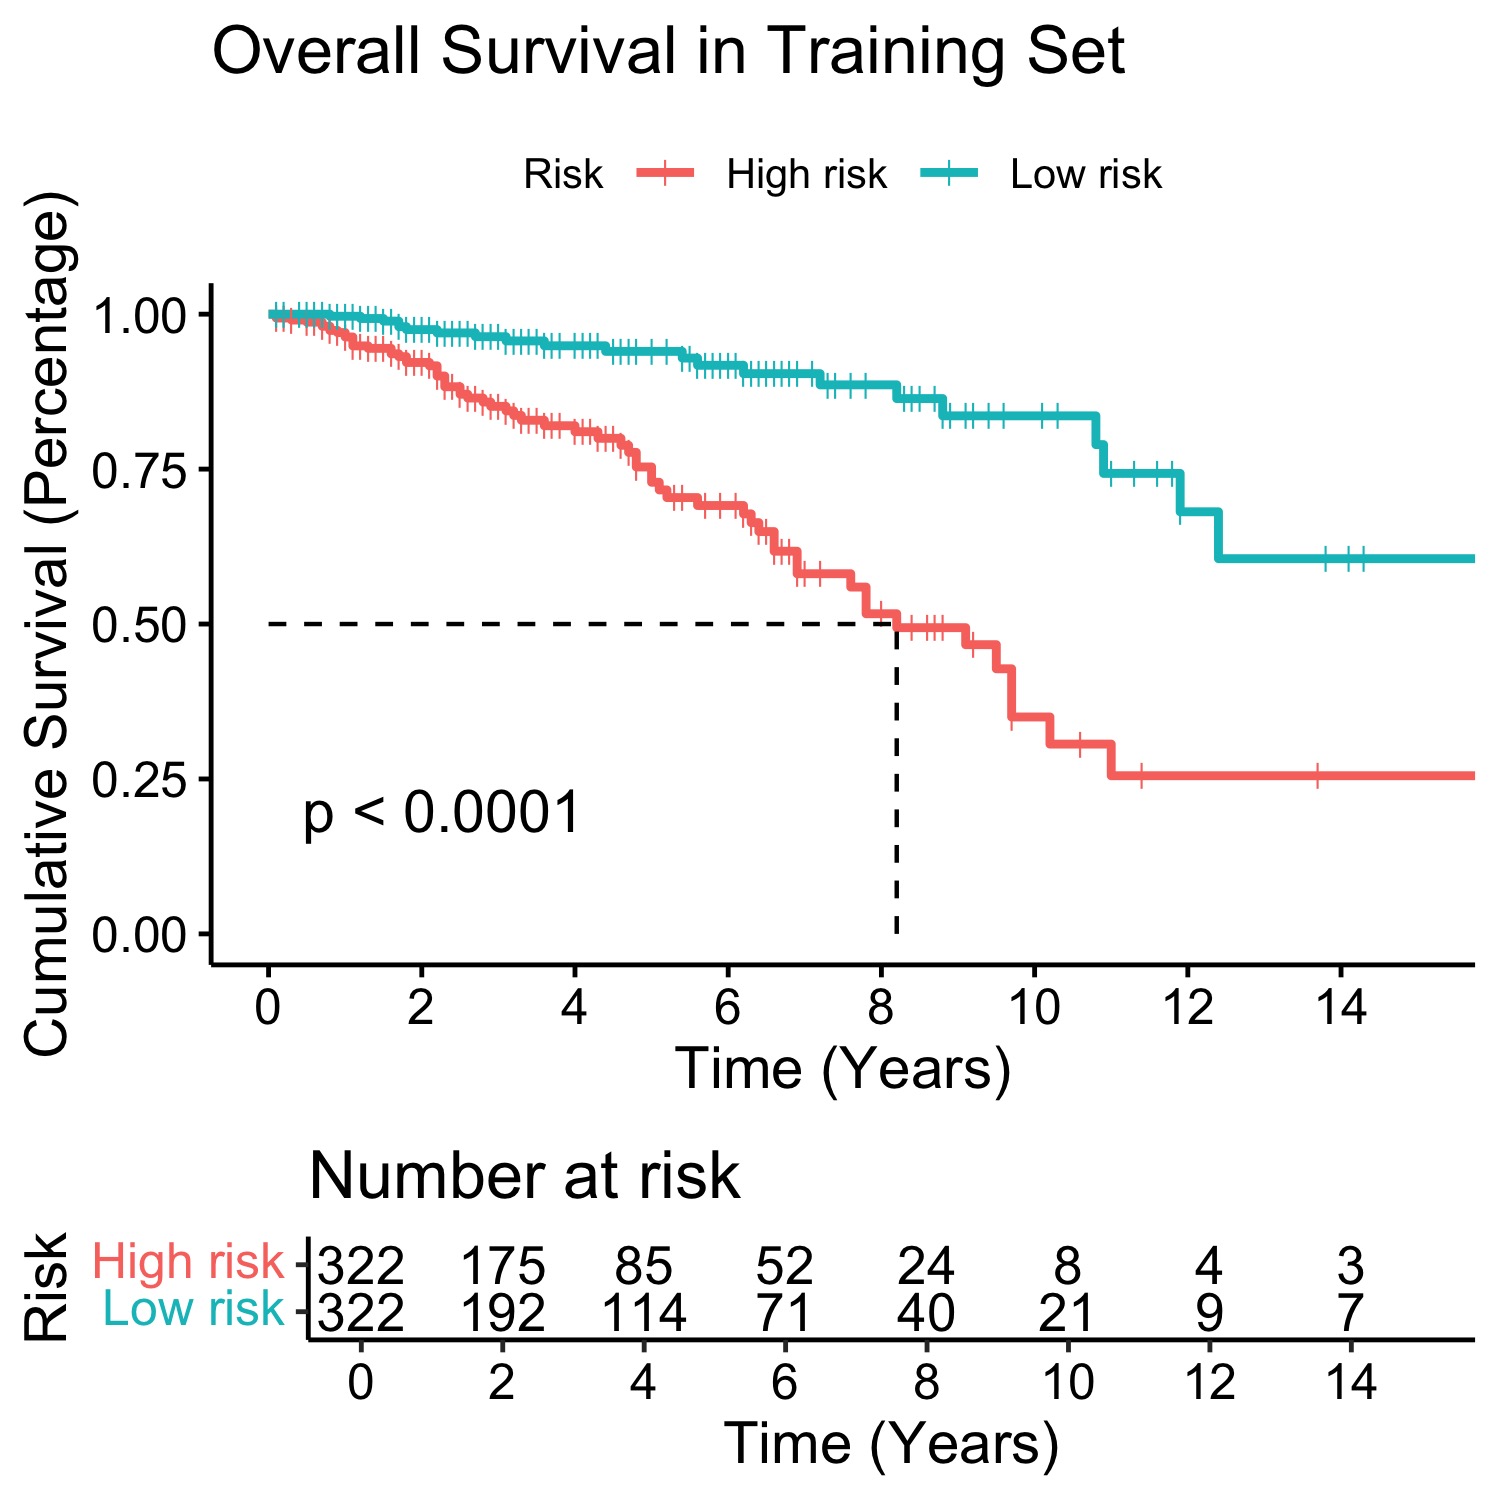 Overall Survival in Training Set
Risk High risk Low risk
Cumulative Survival (Percentage)
1.00
0.75
0.50
0.25
0.00
p < 0.0001
0 2 4 6 8 10 12 14
Time (Years)
Number at risk
Risk
High risk 322 175 85 52 24 8 4 3
Low risk 322 192 114 71 40 21 9 7
0 2 4 6 8 10 12 14
Time (Years)